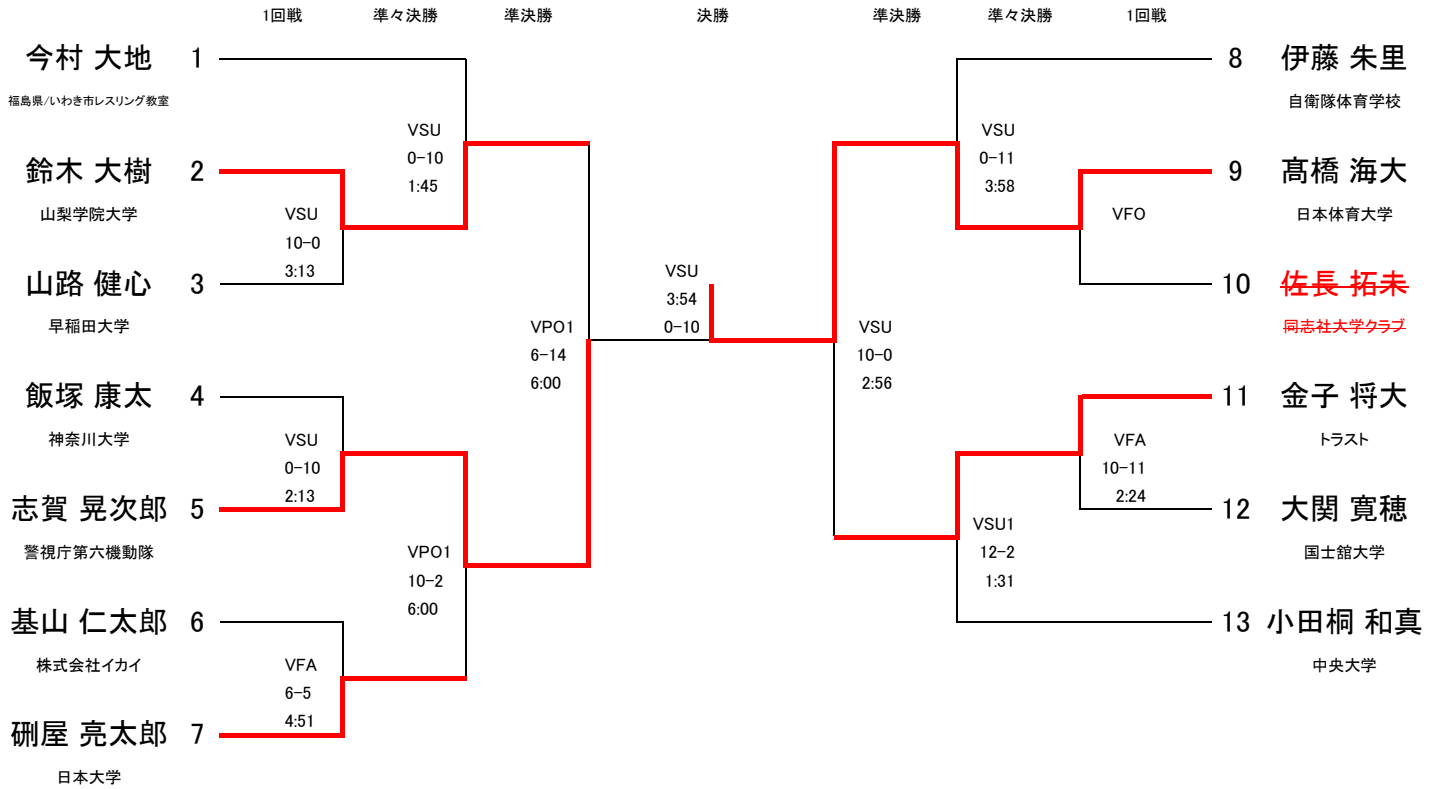 1回戦 準々決勝 準決勝 決勝 準決勝 準々決勝 1回戦
今村 大地 1
福島県/いわき市レスリング教室
鈴木 大樹 2
山梨学院大学
山路 健心 3
早稲田大学
飯塚 康太 4
神奈川大学
志賀 晃次郎 5
警視庁第六機動隊
基山 仁太郎 6
株式会社イカイ
硎屋 亮太郎 7
日本大学
VSU
10-0
3:13
VSU
0-10
2:13
VFA
6-5
4:51
VSU
0-10
1:45
VPO1
10-2
6:00
VPO1
6-14
6:00
VSU
3:54
0-10
VSU
10-0
2:56
VSU
0-11
3:58
VSU1
12-2
1:31
VFO
VFA
10-11
2:24
8 伊藤 朱里
自衛隊体育学校
9 髙橋 海大
日本体育大学
10 佐長 拓未
同志社大学クラブ
11 金子 将大
トラスト
12 大関 寛穂
国士舘大学
13 小田桐 和真
中央大学